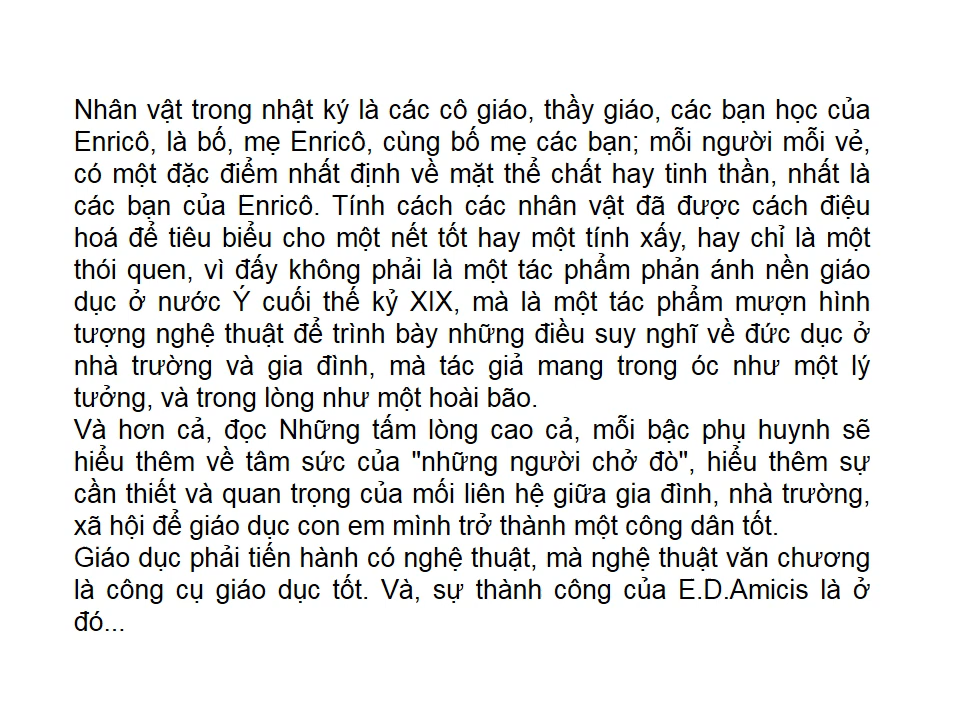 Nhân vật trong nhật ký là các cô giáo, thầy giáo, các bạn học của
Enricô, là bố, mẹ Enricô, cùng bố mẹ các bạn; mỗi người mỗi vẻ,
có một đặc điểm nhất định về mặt thể chất hay tinh thần, nhất là
các bạn của Enricô. Tính cách các nhân vật đã được cách điệu
hoá để tiêu biểu cho một nết tốt hay một tính xấy, hay chỉ là một
thói quen, vì đấy không phải là một tác phẩm phản ánh nền giáo
dục ở nước Ý cuối thế kỷ XIX, mà là một tác phẩm mượn hình
tượng nghệ thuật để trình bày những điều suy nghĩ về đức dục ở
nhà trường và gia đình, mà tác giả mang trong óc như một lý
tưởng, và trong lòng như một hoài bão.
Và hơn cả, đọc Những tấm lòng cao cả, mỗi bậc phụ huynh sẽ
hiểu thêm về tâm sức của "những người chở đò", hiểu thêm sự
cần thiết và quan trọng của mối liên hệ giữa gia đình, nhà trường,
xã hội để giáo dục con em mình trở thành một công dân tốt.
Giáo dục phải tiến hành có nghệ thuật, mà nghệ thuật văn chương
là công cụ giáo dục tốt. Và, sự thành công của E.D.Amicis là ở
đó...